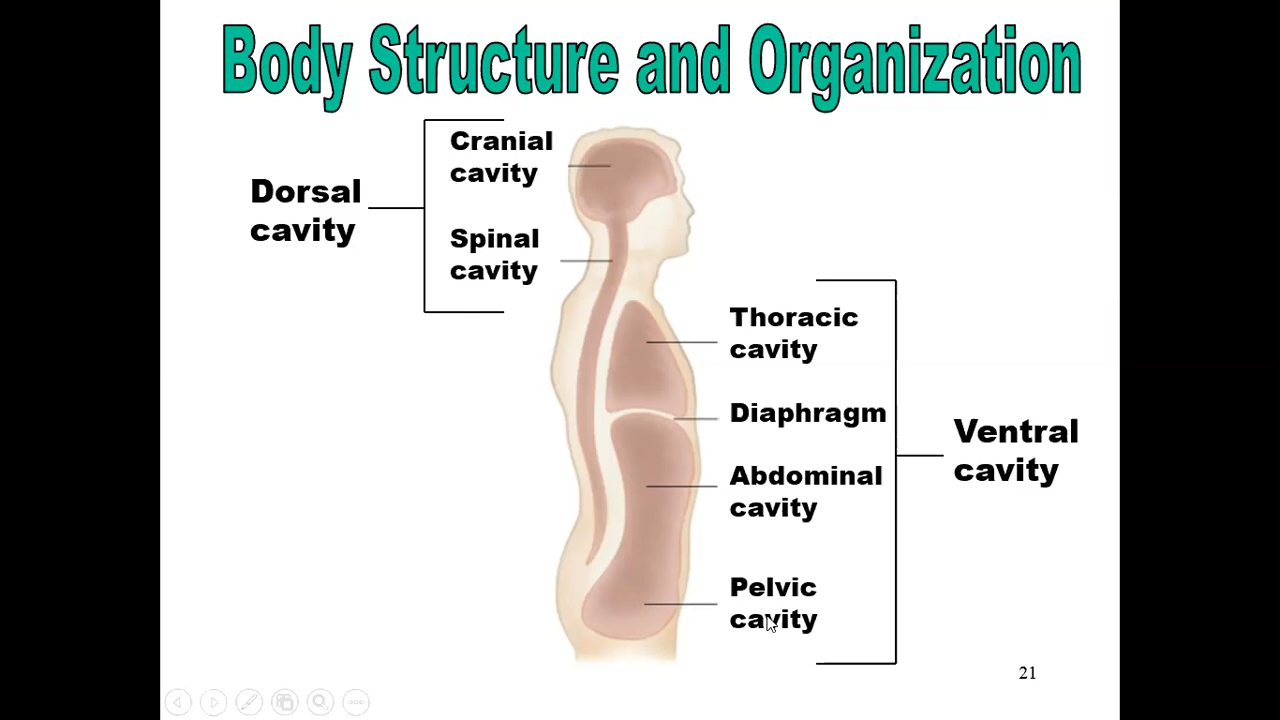 Body Structure and Organization
Cranial
cavity
Dorsal
cavity
Spinal
cavity
Thoracic
cavity
Diaphragm
Ventral
cavity
Abdominal
cavity
Pelvic
cavity
21